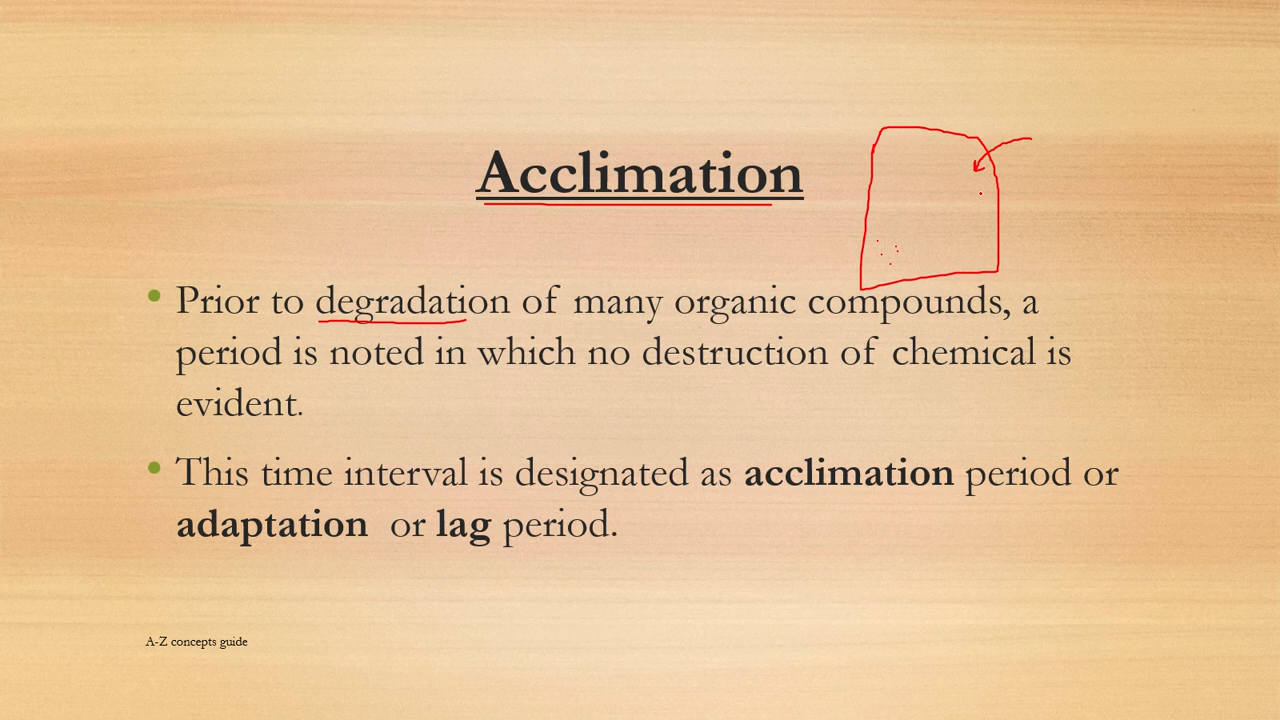 Acclimation
• Prior to degradation of many organic compounds, a
period is noted in which no destruction of chemical is
evident.
• This time interval is designated as acclimation period or
adaptation or lag period.
A-Z concepts guide